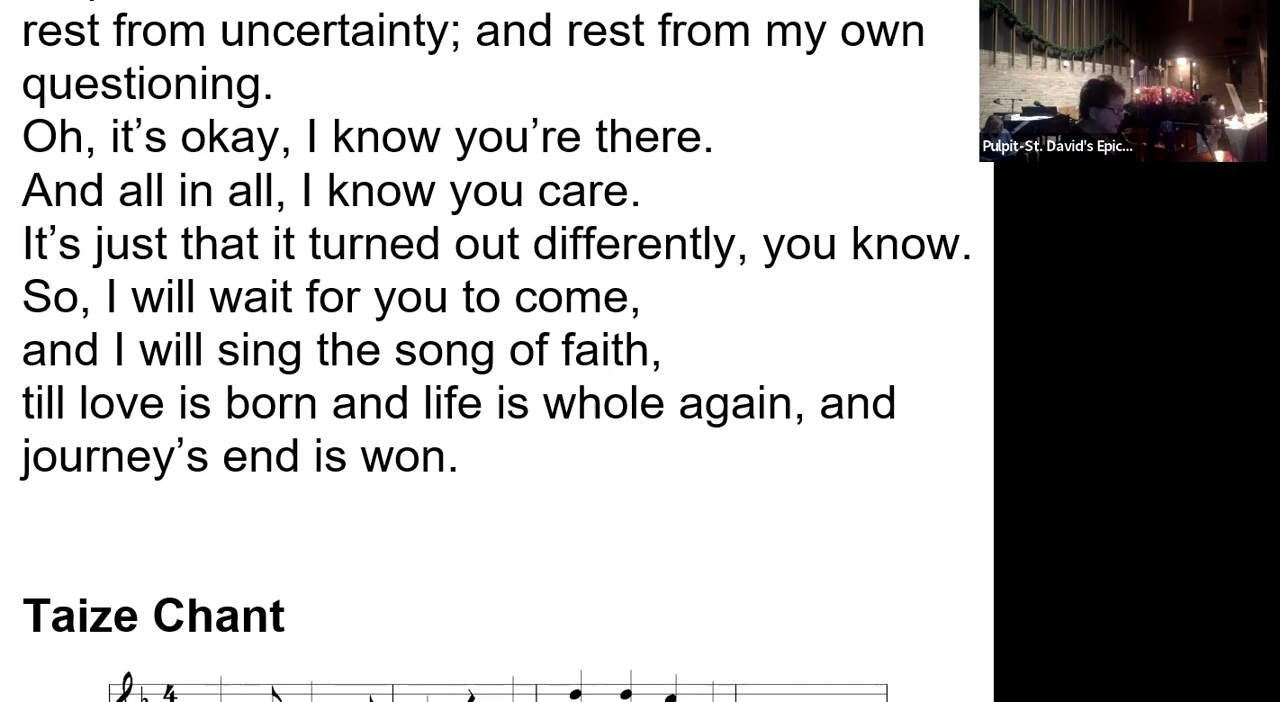 rest from uncertainty; and rest from my own
questioning.
Oh, it’s okay, I know you’re there.
And all in all, I know you care.
It’s just that it turned out differently, you know.
So, I will wait for you to come,
and I will sing the song of faith,
till love is born and life is whole again, and
journey’s end is won.
Taize Chant
4
Pulpit-St. David's Epic...